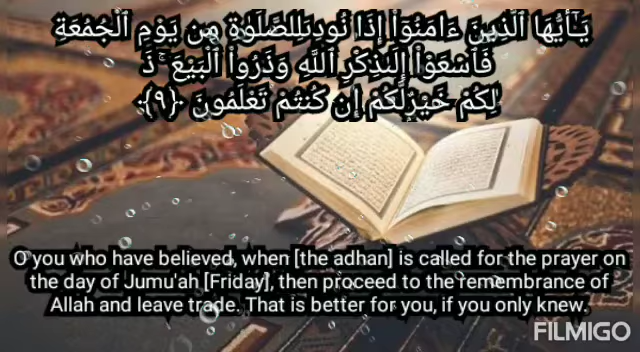 يَـٰٓأَيُّهَا ٱلَّذِينَ ءَامَنُوٓا۟ إِذَا نُودِىَ لِلصَّلَوٰةِ مِن يَوْمِ ٱلْجُمُعَةِ
فَٱسْعَوْا۟ إِلَىٰ ذِكْرِ ٱللَّهِ وَذَرُوا۟ ٱلْبَيْعَ ۚ ذَ
ٰلِكُمْ خَيْرٌ لَّكُمْ إِن كُنتُمْ تَعْلَمُونَ ﴿٩﴾
O you who have believed, when [the adhan] is called for the prayer on
the day of Jumu'ah [Friday], then proceed to the remembrance of
Allah and leave trade. That is better for you, if you only knew.
FILMIGO